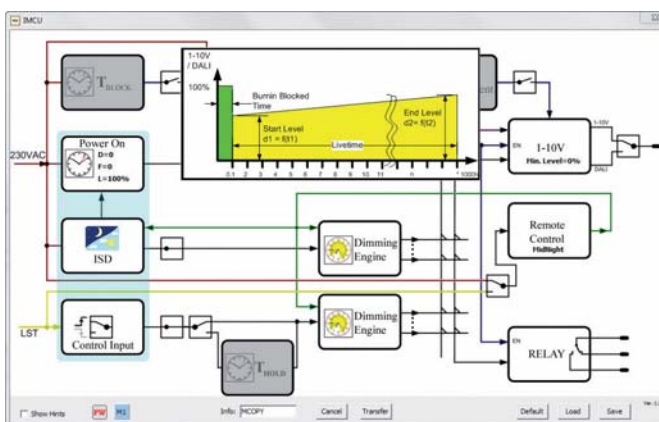 IMCU
T BLOCK
1-10V
/ DALI
100%
Burnin Blocked
Time
Start Level
d1 = f(t1)
End Level
d2= f(t2)
Livetime
0.1 1 2 3 4 5 6 7 8 9 10 11 n * 1000h
Power On
D=0
F=0
L=100%
230VAC
EN
1-10V
Min. Level=0%
1-10V
DALI
ISD
Dimming
Engine
Remote
Control
MidNight
LST
Control Input
Dimming
Engine
T HOLD
EN
RELAY
Show Hints
PW
M1
Info:
MCOPY
Cancel
Transfer
Default
Load
Save